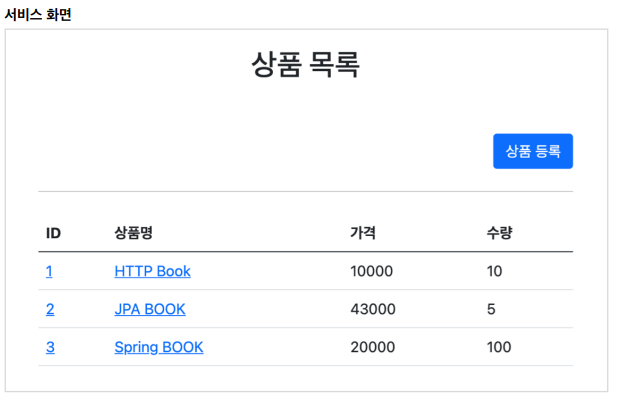 서비스 화면
상품 목록
상품 등록
ID 상품명 가격 수량
1 HTTP Book 10000 10
2 JPA BOOK 43000 5
3 Spring BOOK 20000 100